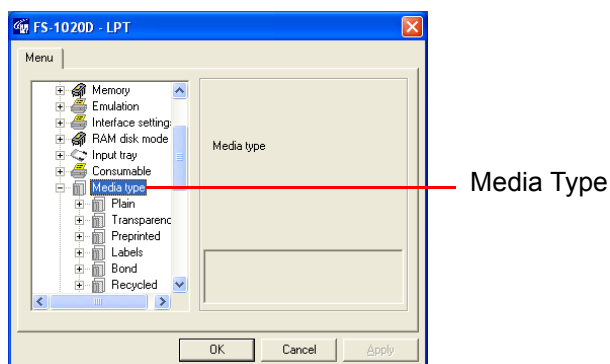 FS-1020D - LPT
Menu
Memory
Emulation
Interface setting:
RAM disk mode
Input tray
Consumable
Media type
Plain
Transparenc
Preprinted
Labels
Bond
Recycled
Media type
Media Type
OK
Cancel
Apply